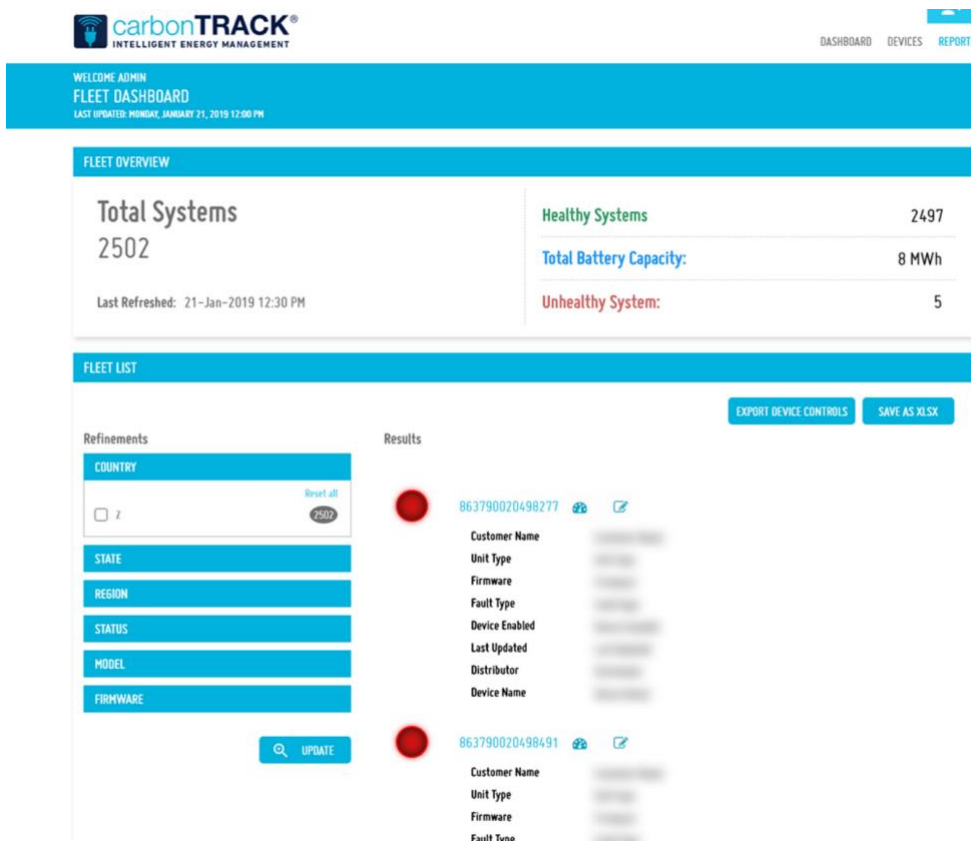 carbonTRACK®
INTELLIGENT ENERGY MANAGEMENT
DASHBOARD DEVICES REPORT
WELCOME ADMIN
FLEET DASHBOARD
LAST UPDATED: MONDAY, JANUARY 21, 2019 12:00 PM
FLEET OVERVIEW
Total Systems
2502
Last Refreshed: 21-Jan-2019 12:30 PM
Healthy Systems 2497
Total Battery Capacity: 8 MWh
Unhealthy System: 5
FLEET LIST
EXPORT DEVICE CONTROLS SAVE AS XLSX
Refinements
COUNTRY
Reset all
Z 2502
STATE
REGION
STATUS
MODEL
FIRMWARE
UPDATE
Results
863790020498277
Customer Name
Unit Type
Firmware
Fault Type
Device Enabled
Last Updated
Distributor
Device Name
863790020498491
Customer Name
Unit Type
Firmware
Fault Type